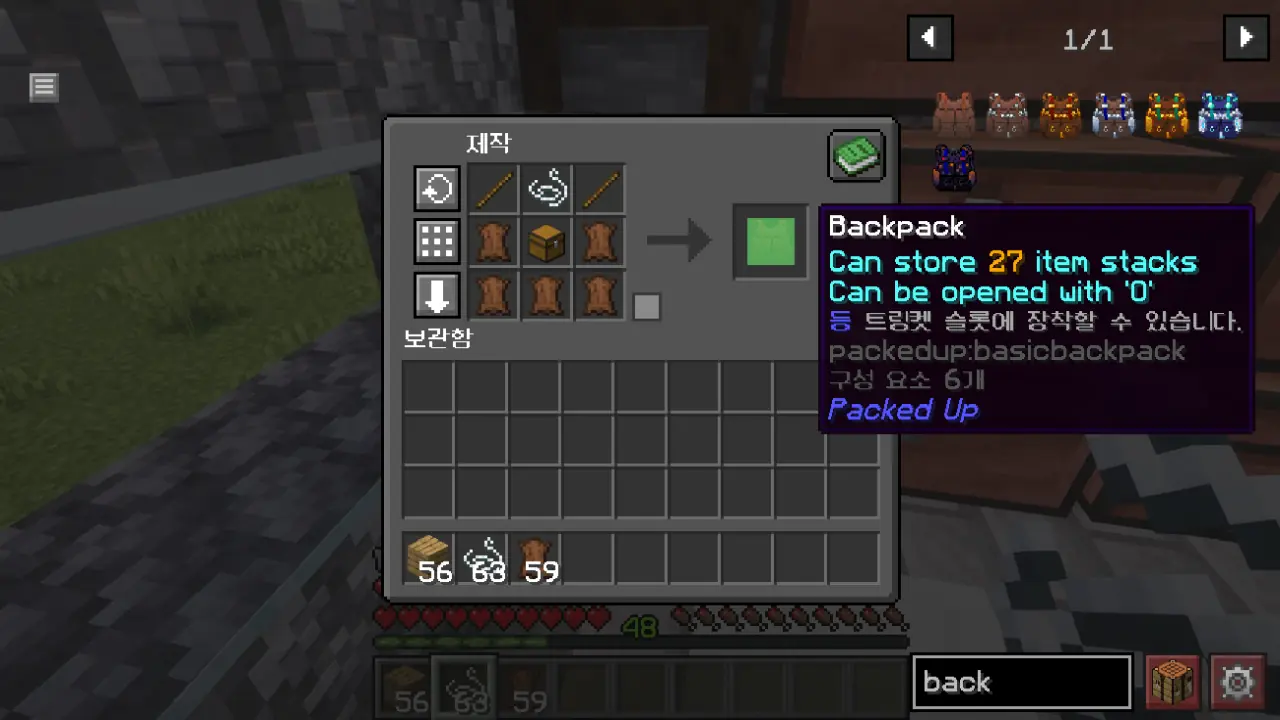 1/1
제작
Backpack
Can store 27 item stacks
Can be opened with 'O'
등 트링켓 슬롯에 장착할 수 있습니다.
packedup:basicbackpack
구성 요소 6개
Packed Up
보관함
56 63 59
48
56 63 59
back